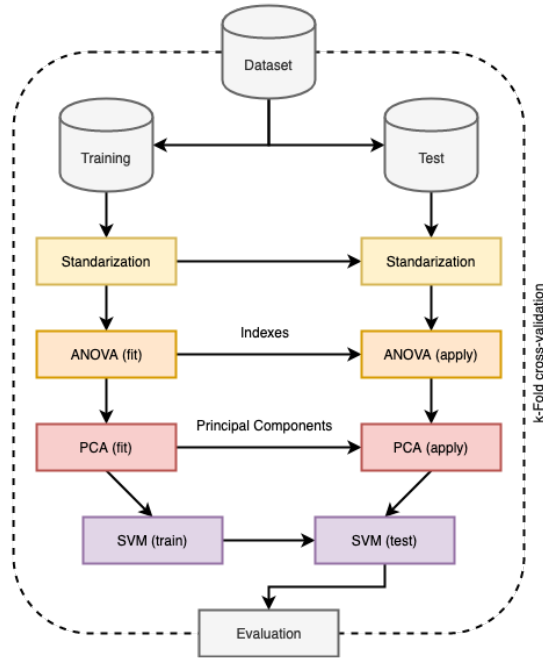 Dataset
Training
Test
Standarization
Standarization
Indexes
ANOVA (fit)
ANOVA (apply)
Principal Components
PCA (fit)
PCA (apply)
SVM (train)
SVM (test)
Evaluation
k-Fold cross-validation